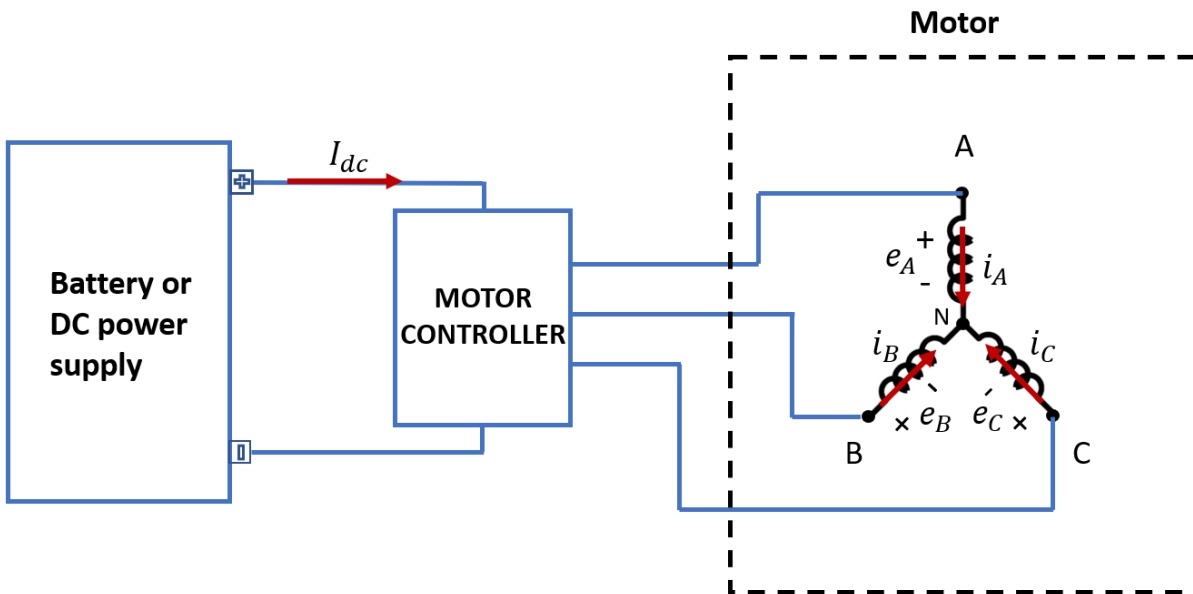 Motor
I_dc
A
+
e_A
-
i_A
Battery or
DC power
supply
MOTOR
CONTROLLER
N
i_B
i_C
-
-
× e_B
e_C ×
B
C